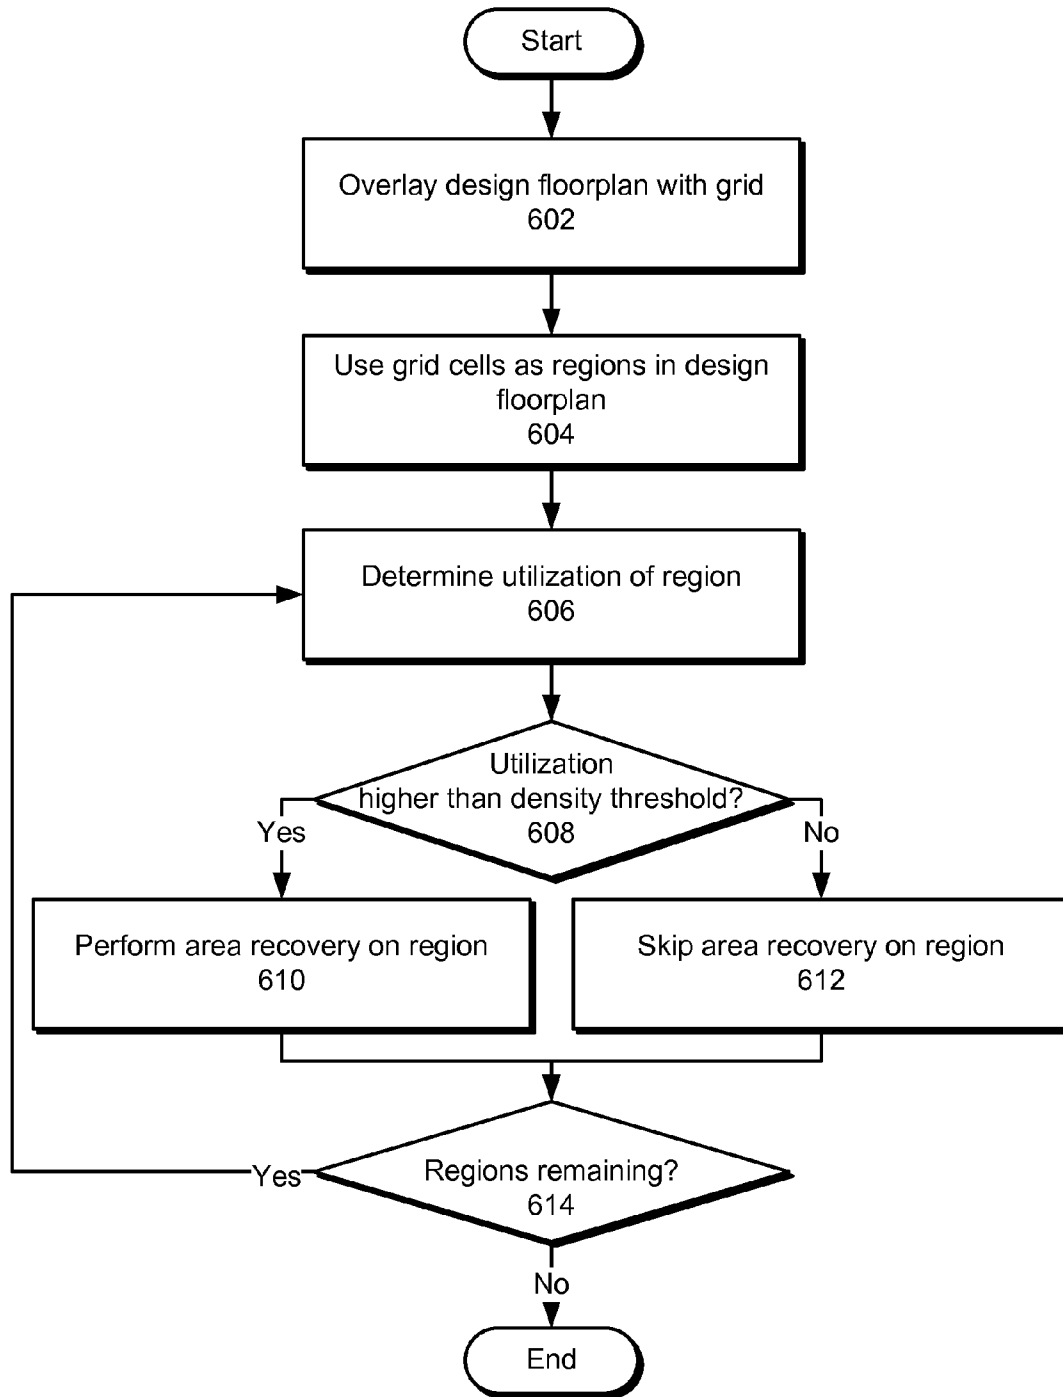 Start
Overlay design floorplan with grid
602
Use grid cells as regions in design
floorplan
604
Determine utilization of region
606
Utilization
higher than density threshold?
608
Yes
No
Perform area recovery on region
610
Skip area recovery on region
612
Regions remaining?
614
Yes
No
End